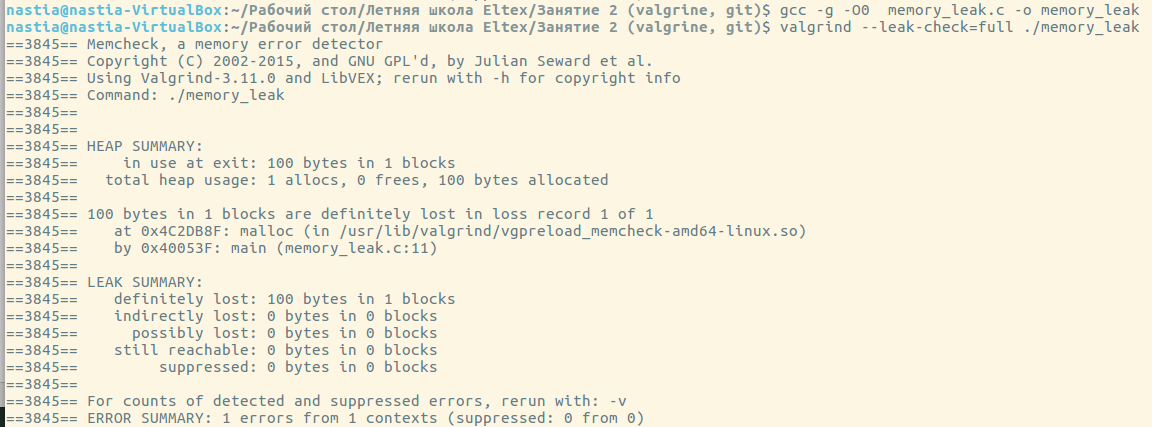 nastia@nastia-VirtualBox:~/Рабочий стол/Летняя школа Eltex/Занятие 2 (valgrine, git)$ gcc -g -O0  memory_leak.c -o memory_leak
nastia@nastia-VirtualBox:~/Рабочий стол/Летняя школа Eltex/Занятие 2 (valgrine, git)$ valgrind --leak-check=full ./memory_leak
==3845== Memcheck, a memory error detector
==3845== Copyright (C) 2002-2015, and GNU GPL'd, by Julian Seward et al.
==3845== Using Valgrind-3.11.0 and LibVEX; rerun with -h for copyright info
==3845== Command: ./memory_leak
==3845==
==3845==
==3845== HEAP SUMMARY:
==3845==     in use at exit: 100 bytes in 1 blocks
==3845==   total heap usage: 1 allocs, 0 frees, 100 bytes allocated
==3845==
==3845== 100 bytes in 1 blocks are definitely lost in loss record 1 of 1
==3845==    at 0x4C2DB8F: malloc (in /usr/lib/valgrind/vgpreload_memcheck-amd64-linux.so)
==3845==    by 0x40053F: main (memory_leak.c:11)
==3845==
==3845== LEAK SUMMARY:
==3845==    definitely lost: 100 bytes in 1 blocks
==3845==    indirectly lost: 0 bytes in 0 blocks
==3845==      possibly lost: 0 bytes in 0 blocks
==3845==    still reachable: 0 bytes in 0 blocks
==3845==         suppressed: 0 bytes in 0 blocks
==3845==
==3845== For counts of detected and suppressed errors, rerun with: -v
==3845== ERROR SUMMARY: 1 errors from 1 contexts (suppressed: 0 from 0)